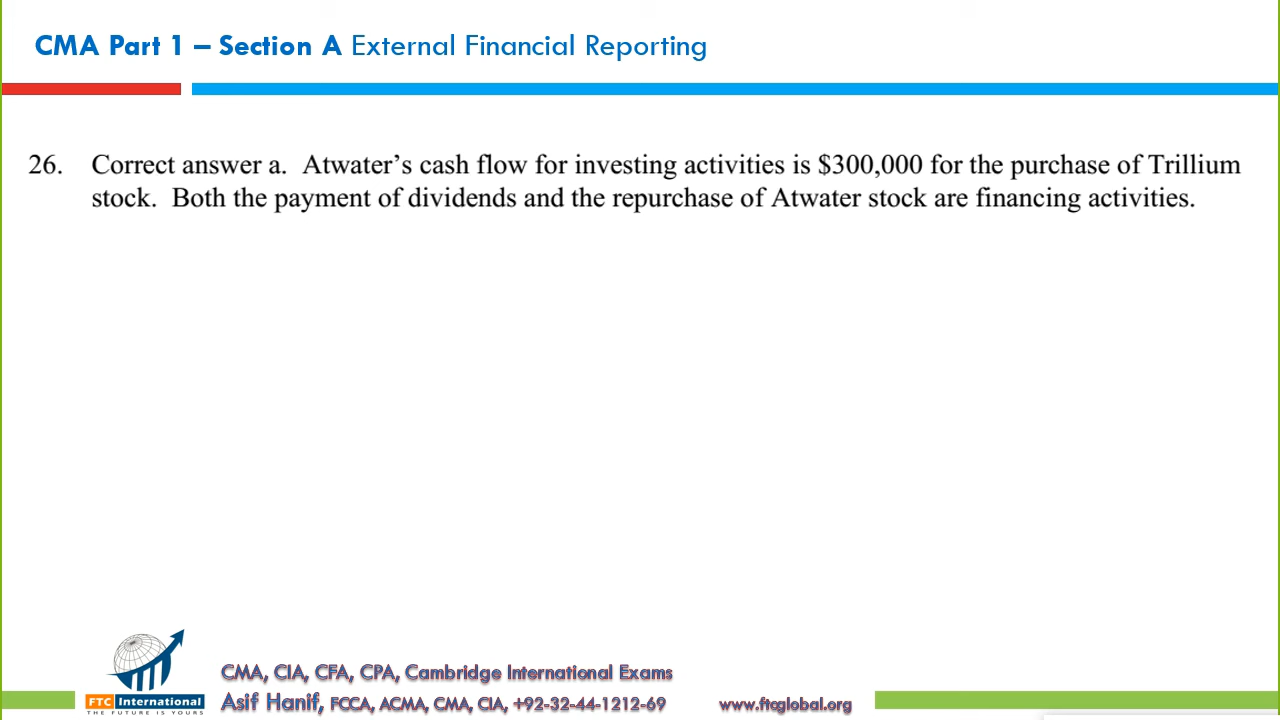 CMA Part 1 – Section A External Financial Reporting
26. Correct answer a. Atwater's cash flow for investing activities is $300,000 for the purchase of Trillium
stock. Both the payment of dividends and the repurchase of Atwater stock are financing activities.
FTC International
THE FUTURE IS YOURS
CMA, CIA, CFA, CPA, Cambridge International Exams
Asif Hanif, FCCA, ACMA, CMA, CIA, +92-32-44-1212-69 www.ftcglobal.org